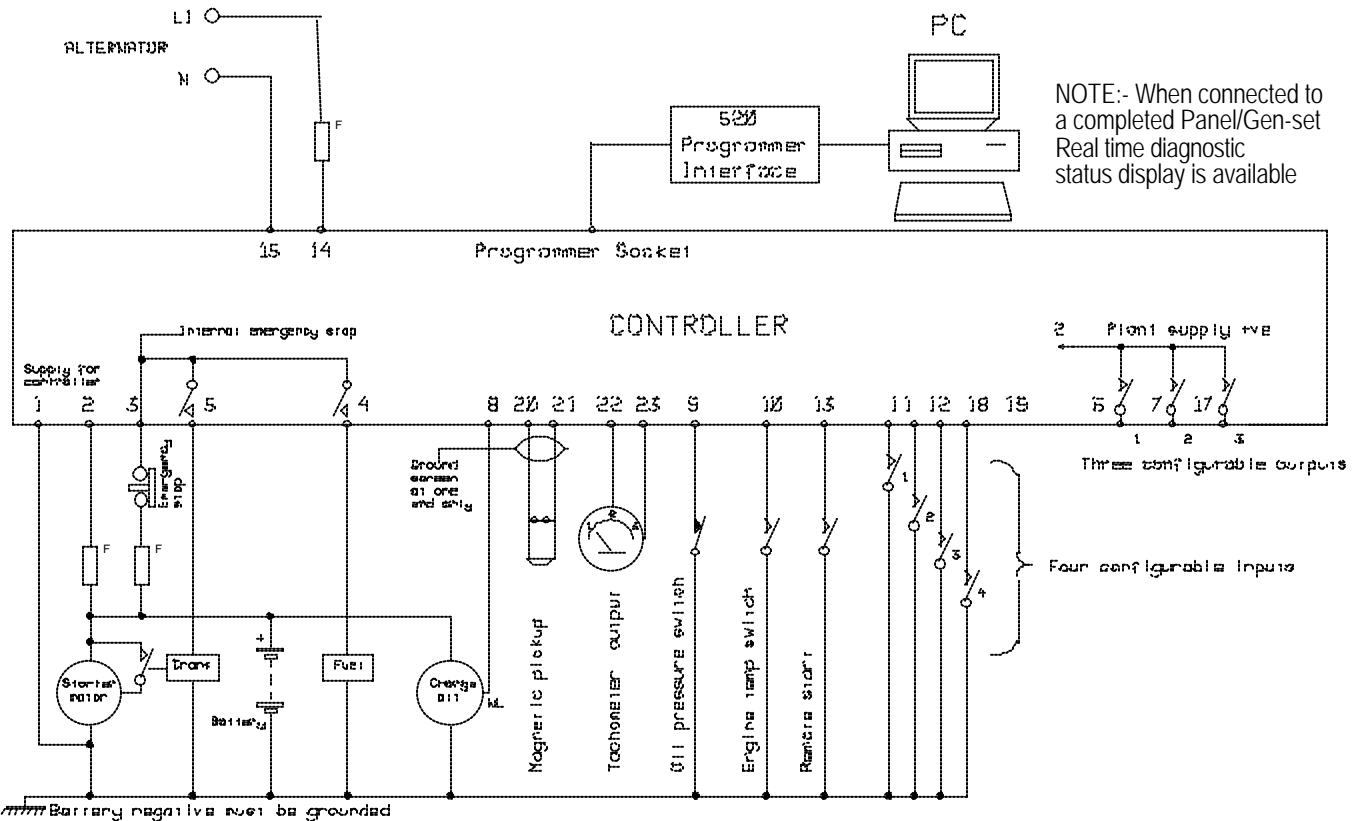 L1
ALTERNATOR
N
F
PC
520
Programmer
Interface
NOTE:- When connected to
a completed Panel/Gen-set
Real time diagnostic
status display is available
15 14
Programmer Socket
Internal emergency stop
CONTROLLER
2 Plant supply +ve
Supply for
controller
1 2 3 5 4 8 20 21 22 23 9 10 13 11 12 18 19 6 7 17
1 2 3
Three configurable outputs
Emergency
stop
Ground
screen
at one
end only
F F
1
2
3
4
1 2
Four configurable inputs
+
Starter
motor
Crank
Battery
Fuel
Charge
alt
WL
Magnetic pickup
Tachometer output
Oil pressure switch
Engine temp switch
Remote start
Battery negative must be grounded